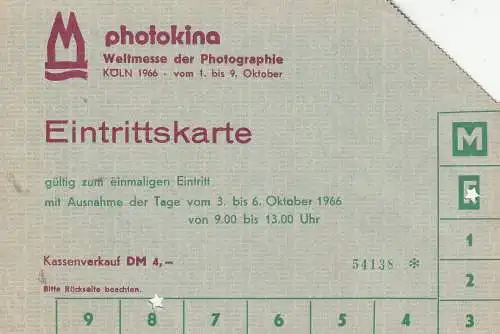 photokina
Weltmesse der Photographie
KÖLN 1966 - vom 1. bis 9. Oktober
Eintrittskarte
gültig zum einmaligen Eintritt
mit Ausnahme der Tage vom 3. bis 6. Oktober 1966
von 9.00 bis 13.00 Uhr
Kassenverkauf DM 4,–
54138 *
Bitte Rückseite beachten.
M
E
1
2
3
9 8 7 6 5 4